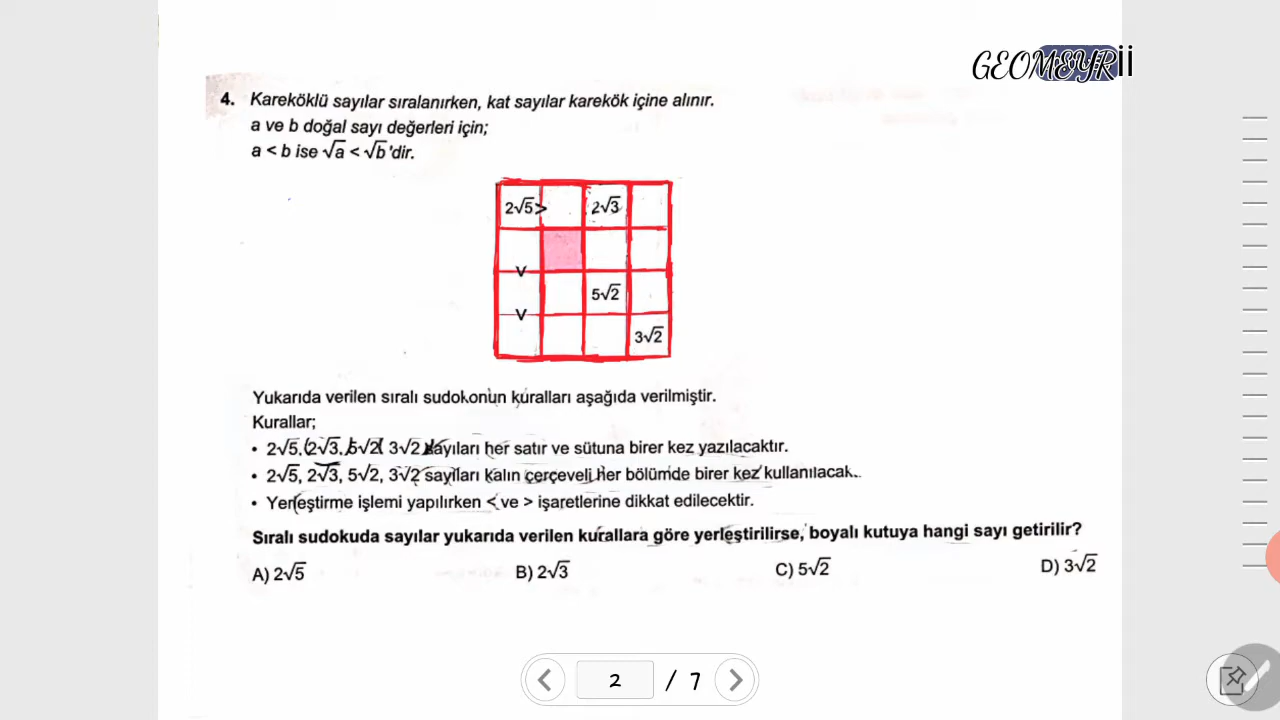 GEOMEYRii
4. Kareköklü sayılar sıralanırken, kat sayılar karekök içine alınır.
a ve b doğal sayı değerleri için;
a < b ise √a < √b'dir.
2√5 > 2√3
V
5√2
V
3√2
Yukarıda verilen sıralı sudokonun kuralları aşağıda verilmiştir.
Kurallar;
• 2√5, 2√3, 5√2, 3√2 sayıları her satır ve sütuna birer kez yazılacaktır.
• 2√5, 2√3, 5√2, 3√2 sayıları kalın çerçeveli her bölümde birer kez kullanılacak.
• Yerleştirme işlemi yapılırken < ve > işaretlerine dikkat edilecektir.
Sıralı sudokuda sayılar yukarıda verilen kurallara göre yerleştirilirse, boyalı kutuya hangi sayı getirilir?
A) 2√5 B) 2√3 C) 5√2 D) 3√2
2 / 7